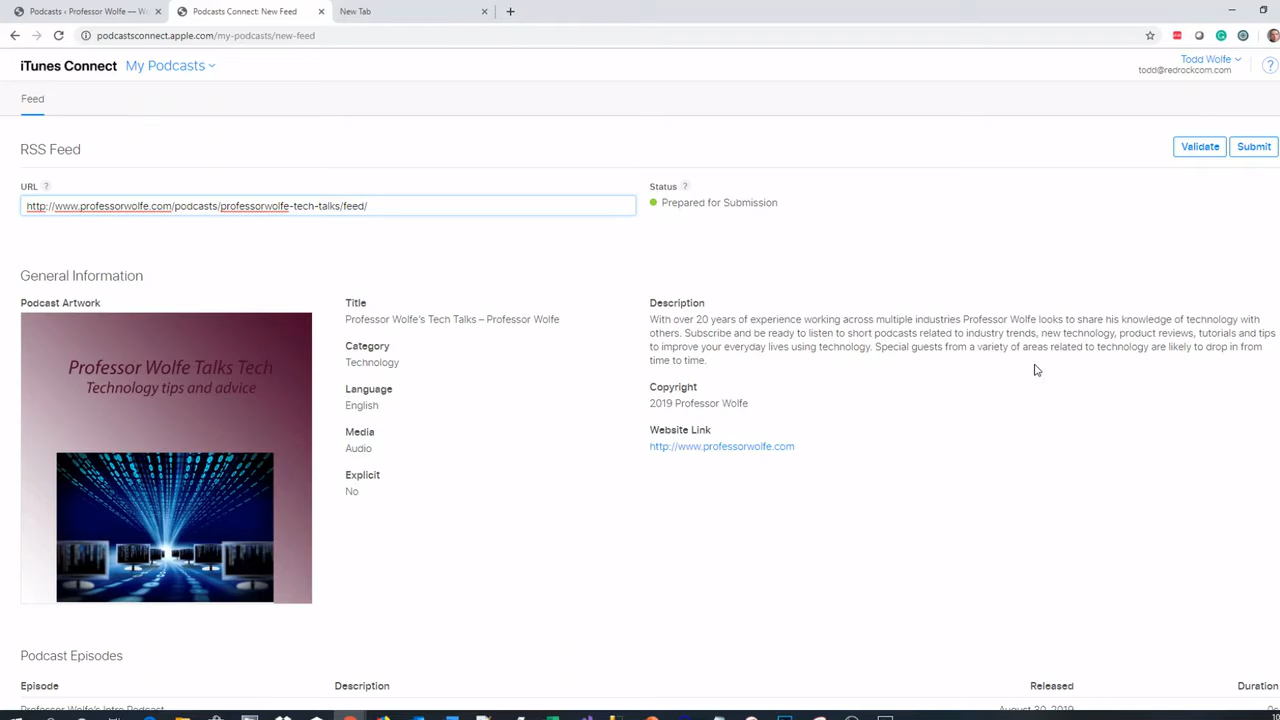 Podcasts ‹ Professor Wolfe — W
Podcasts Connect: New Feed
New Tab
podcastsconnect.apple.com/my-podcasts/new-feed
iTunes Connect My Podcasts
Todd Wolfe
todd@redrockcom.com
Feed
RSS Feed
Validate
Submit
URL ?
Status ?
http://www.professorwolfe.com/podcasts/professorwolfe-tech-talks/feed/
Prepared for Submission
General Information
Podcast Artwork
Professor Wolfe Talks Tech
Technology tips and advice
Title
Professor Wolfe's Tech Talks – Professor Wolfe
Category
Technology
Language
English
Media
Audio
Explicit
No
Description
With over 20 years of experience working across multiple industries Professor Wolfe looks to share his knowledge of technology with
others. Subscribe and be ready to listen to short podcasts related to industry trends, new technology, product reviews, tutorials and tips
to improve your everyday lives using technology. Special guests from a variety of areas related to technology are likely to drop in from
time to time.
Copyright
2019 Professor Wolfe
Website Link
http://www.professorwolfe.com
Podcast Episodes
Episode Description Released Duration
Professor Wolfe's Intro Podcast August 30, 2019